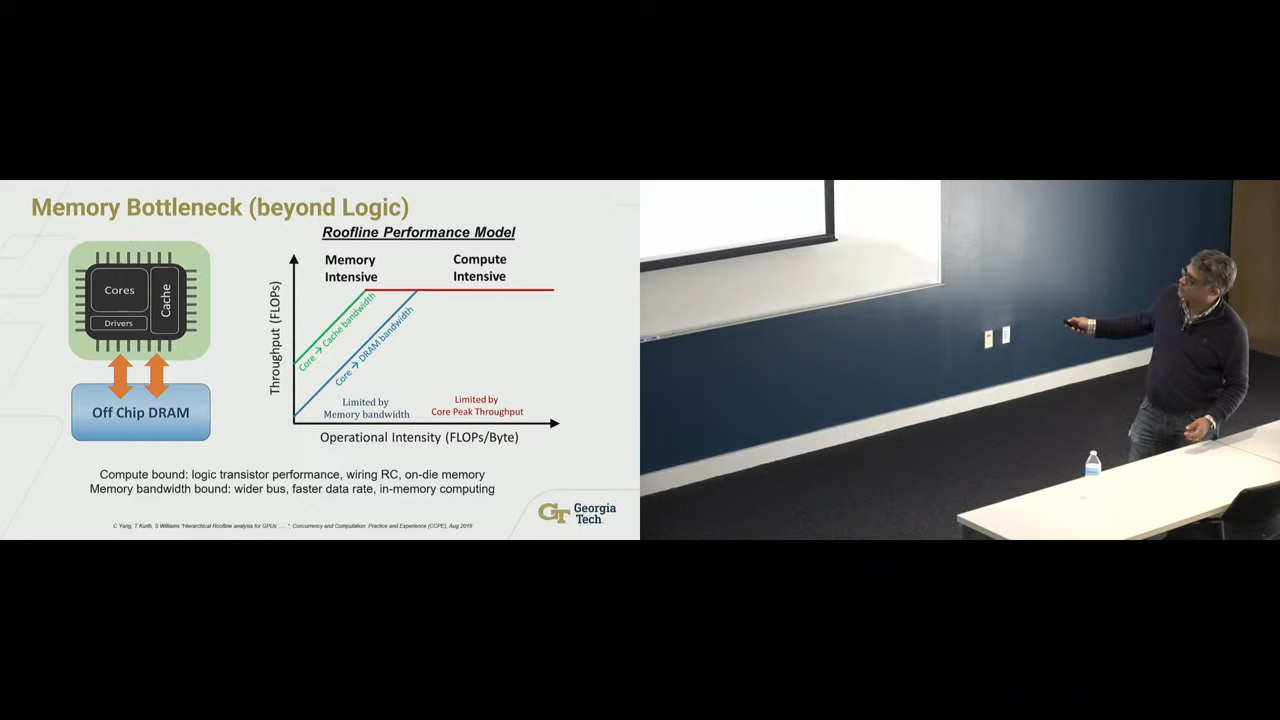 Memory Bottleneck (beyond Logic)
Roofline Performance Model
Cores
Cache
Drivers
Off Chip DRAM
Memory
Intensive
Compute
Intensive
Throughput (FLOPs)
Core → Cache bandwidth
Core → DRAM bandwidth
Limited by
Memory bandwidth
Limited by
Core Peak Throughput
Operational Intensity (FLOPs/Byte)
Compute bound: logic transistor performance, wiring RC, on-die memory
Memory bandwidth bound: wider bus, faster data rate, in-memory computing
C Yang, T Kurth, S Williams "Hierarchical Roofline analysis for GPUs: ..... ", Concurrency and Computation: Practice and Experience (CCPE), Aug 2019
GT Georgia
Tech